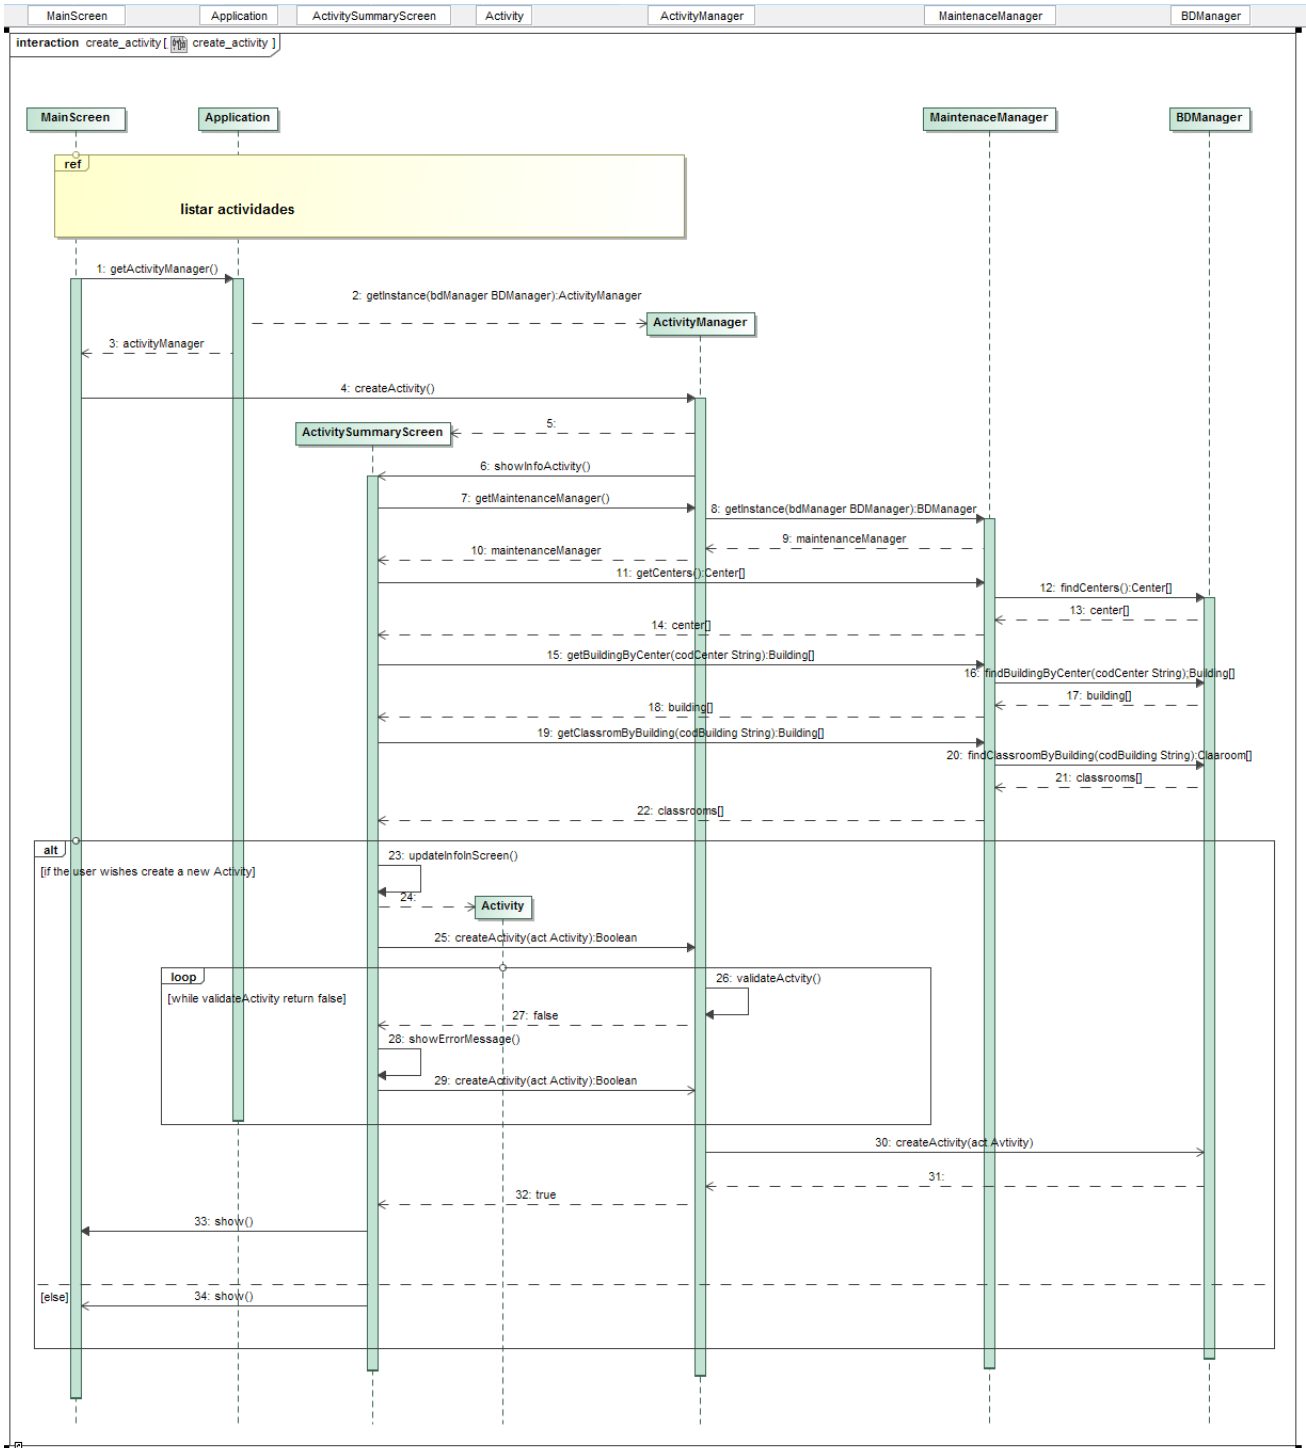 MainScreen Application ActivitySummaryScreen Activity ActivityManager MaintenaceManager BDManager
interaction create_activity [ create_activity ]
MainScreen Application MaintenaceManager BDManager
ref
listar actividades
1: getActivityManager()
2: getInstance(bdManager BDManager):ActivityManager
ActivityManager
3: activityManager
4: createActivity()
5:
ActivitySummaryScreen
6: showInfoActivity()
7: getMaintenanceManager()
8: getInstance(bdManager BDManager):BDManager
9: maintenanceManager
10: maintenanceManager
11: getCenters():Center[]
12: findCenters():Center[]
13: center[]
14: center[]
15: getBuildingByCenter(codCenter String):Building[]
16: findBuildingByCenter(codCenter String);Building[]
17: building[]
18: building[]
19: getClassromByBuilding(codBuilding String):Building[]
20: findClassroomByBuilding(codBuilding String):Claaroom[]
21: classrooms[]
22: classrooms[]
alt
23: updateInfoInScreen()
[if the user wishes create a new Activity]
24:
Activity
25: createActivity(act Activity):Boolean
loop
26: validateActvity()
[while validateActivity return false]
27: false
28: showErrorMessage()
29: createActivity(act Activity):Boolean
30: createActivity(act Avtivity)
31:
32: true
33: show()
[else]
34: show()